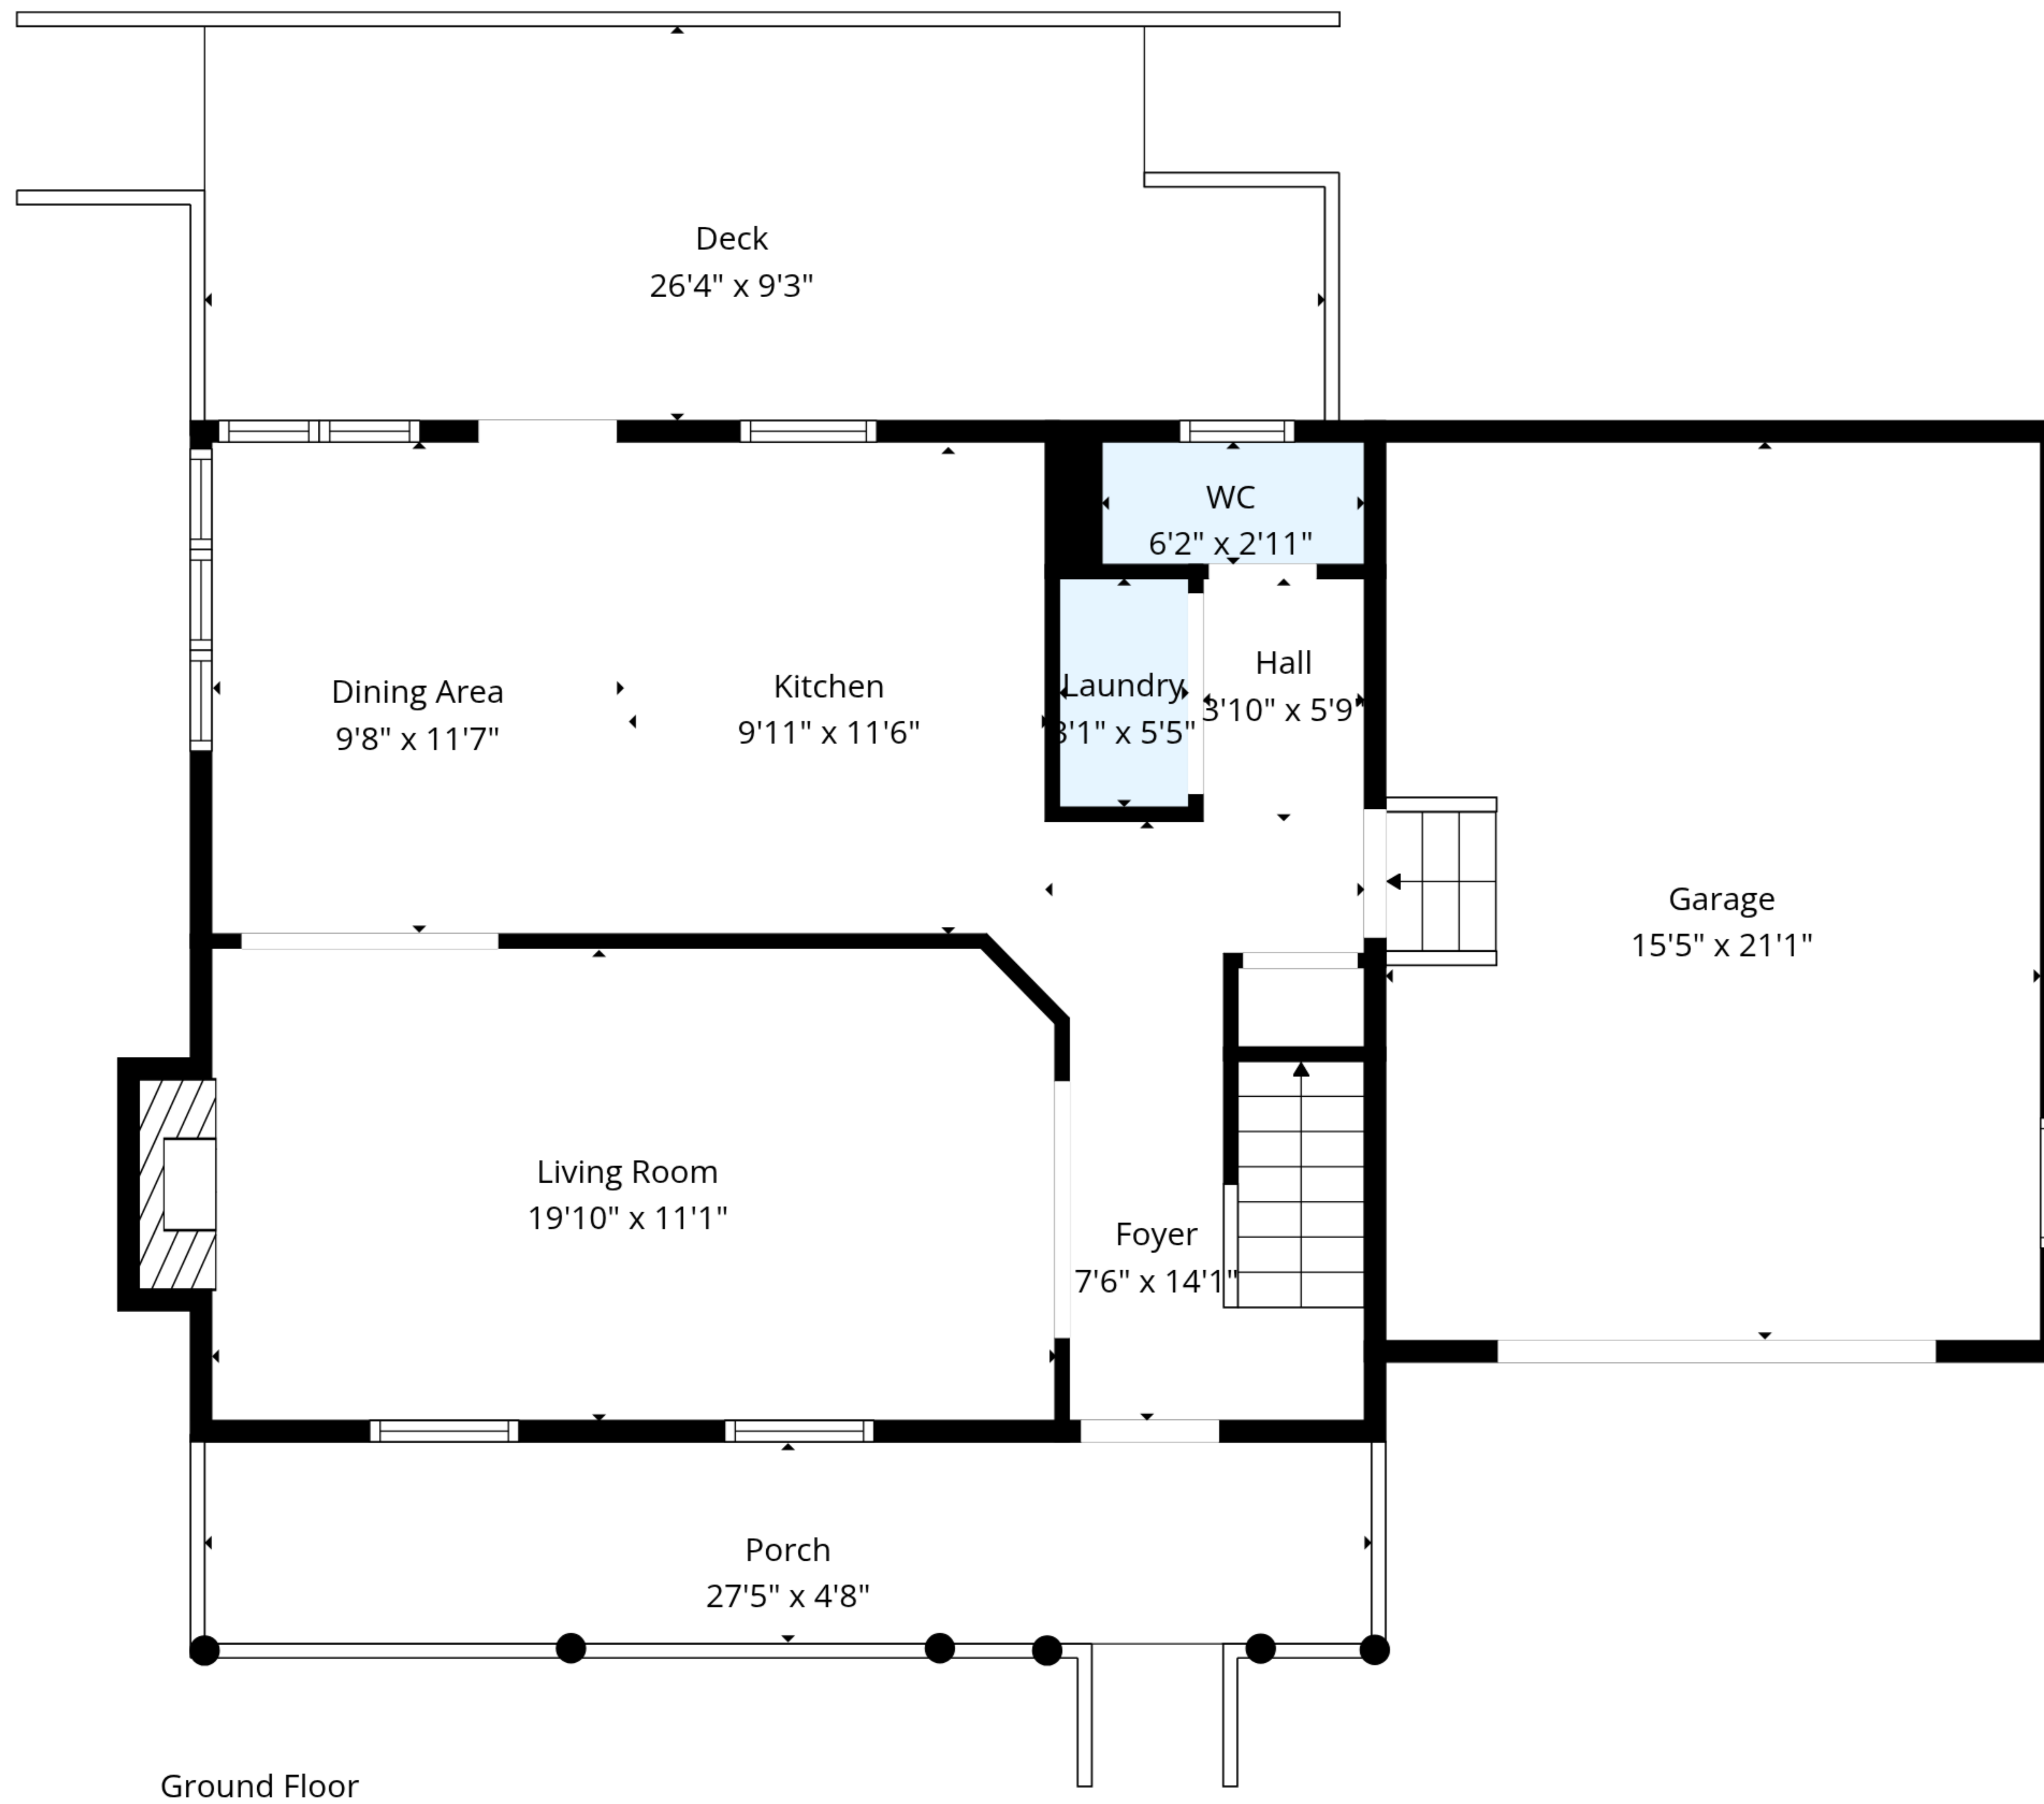 Deck
26'4" x 9'3"
WC
6'2" x 2'11"
Hall
3'10" x 5'9"
Laundry
3'1" x 5'5"
Dining Area
9'8" x 11'7"
Kitchen
9'11" x 11'6"
Garage
15'5" x 21'1"
Living Room
19'10" x 11'1"
Foyer
7'6" x 14'1"
Porch
27'5" x 4'8"
Ground Floor